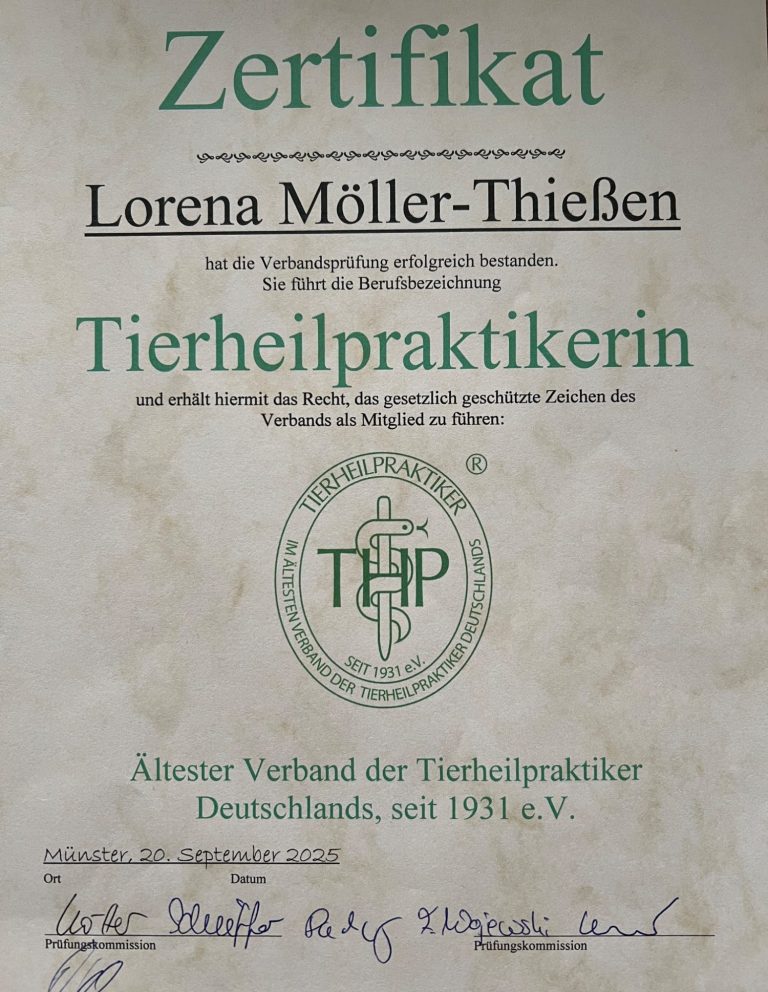 Zertifikat
Lorena Möller-Thießen
hat die Verbandsprüfung erfolgreich bestanden.
Sie führt die Berufsbezeichnung
Tierheilpraktikerin
und erhält hiermit das Recht, das gesetzlich geschützte Zeichen des
Verbands als Mitglied zu führen:
®
TIERHEILPRAKTIKER
THP
SEIT 1931 e.V.
IM ÄLTESTEN VERBAND DER TIERHEILPRAKTIKER DEUTSCHLANDS
Ältester Verband der Tierheilpraktiker
Deutschlands, seit 1931 e.V.
Münster, 20. September 2025
Ort Datum
Prüfungskommission Prüfungskommission